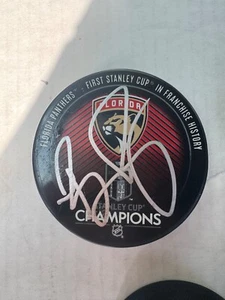 FLORIDA PANTHERS - FIRST STANLEY CUP® IN FRANCHISE HISTORY
FLORIDA
STANLEY CUP®
CHAMPIONS
NHL